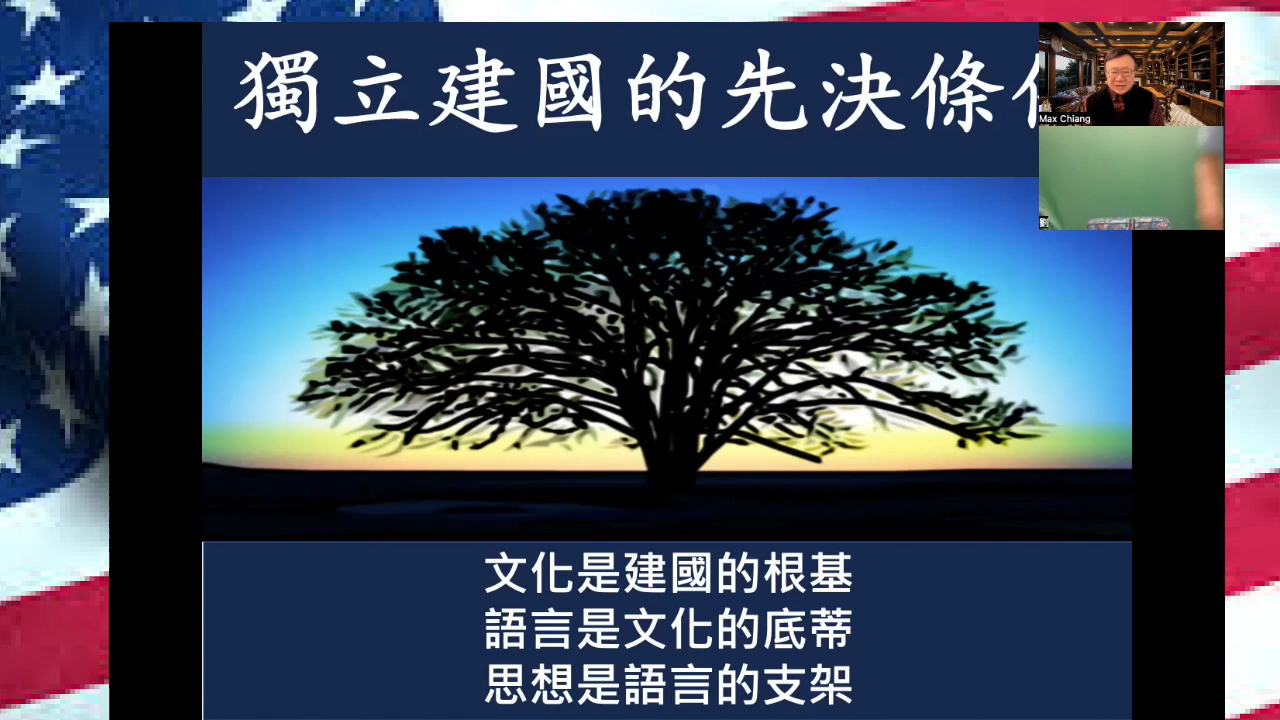 獨立建國的先決條
Max Chiang
劉
文化是建國的根基
語言是文化的底蒂
思想是語言的支架